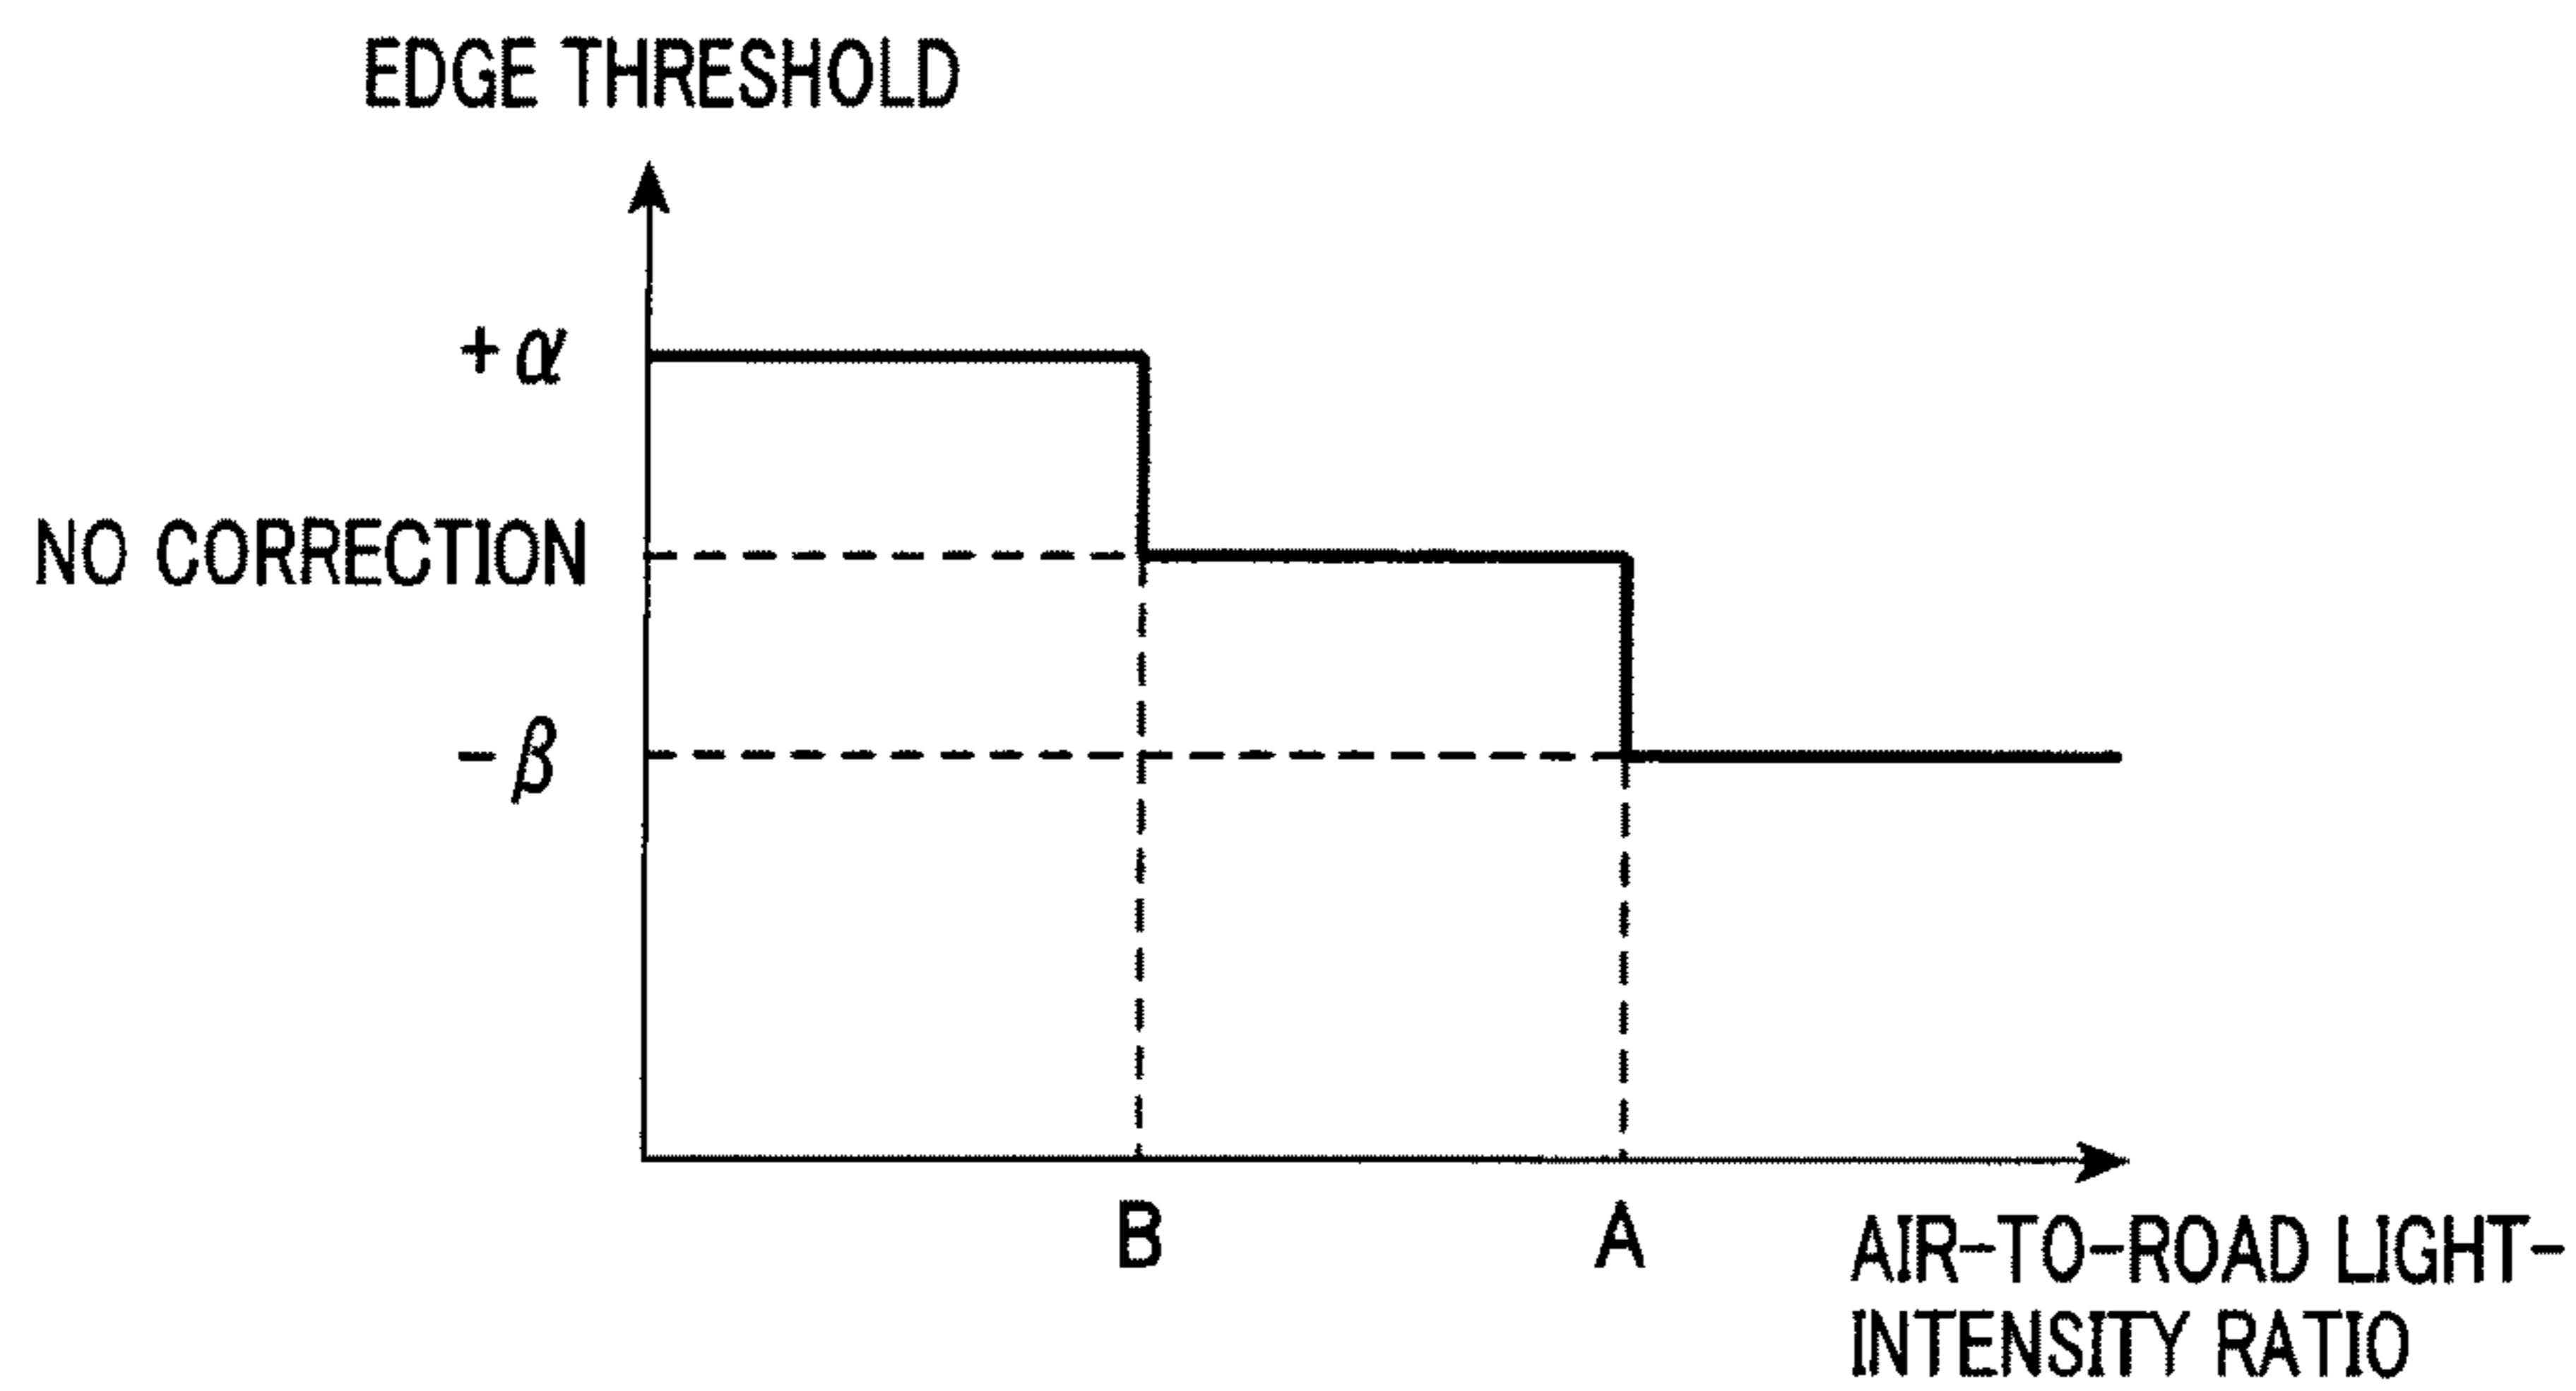 EDGE THRESHOLD
+α
NO CORRECTION
-β
B
A
AIR-TO-ROAD LIGHT-
INTENSITY RATIO